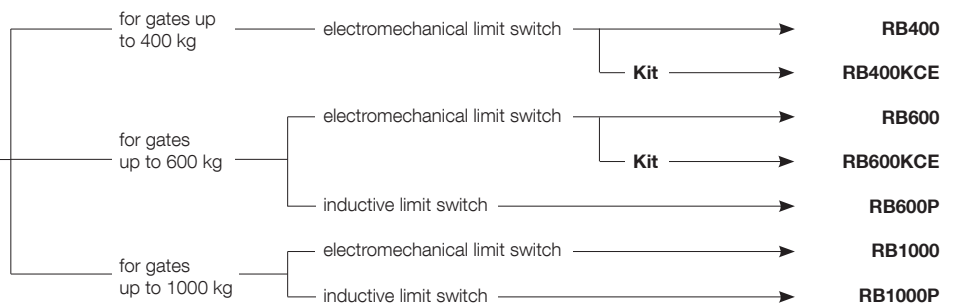 for gates up
to 400 kg
electromechanical limit switch
RB400
Kit
RB400KCE
for gates
up to 600 kg
electromechanical limit switch
RB600
Kit
RB600KCE
inductive limit switch
RB600P
for gates
up to 1000 kg
electromechanical limit switch
RB1000
inductive limit switch
RB1000P